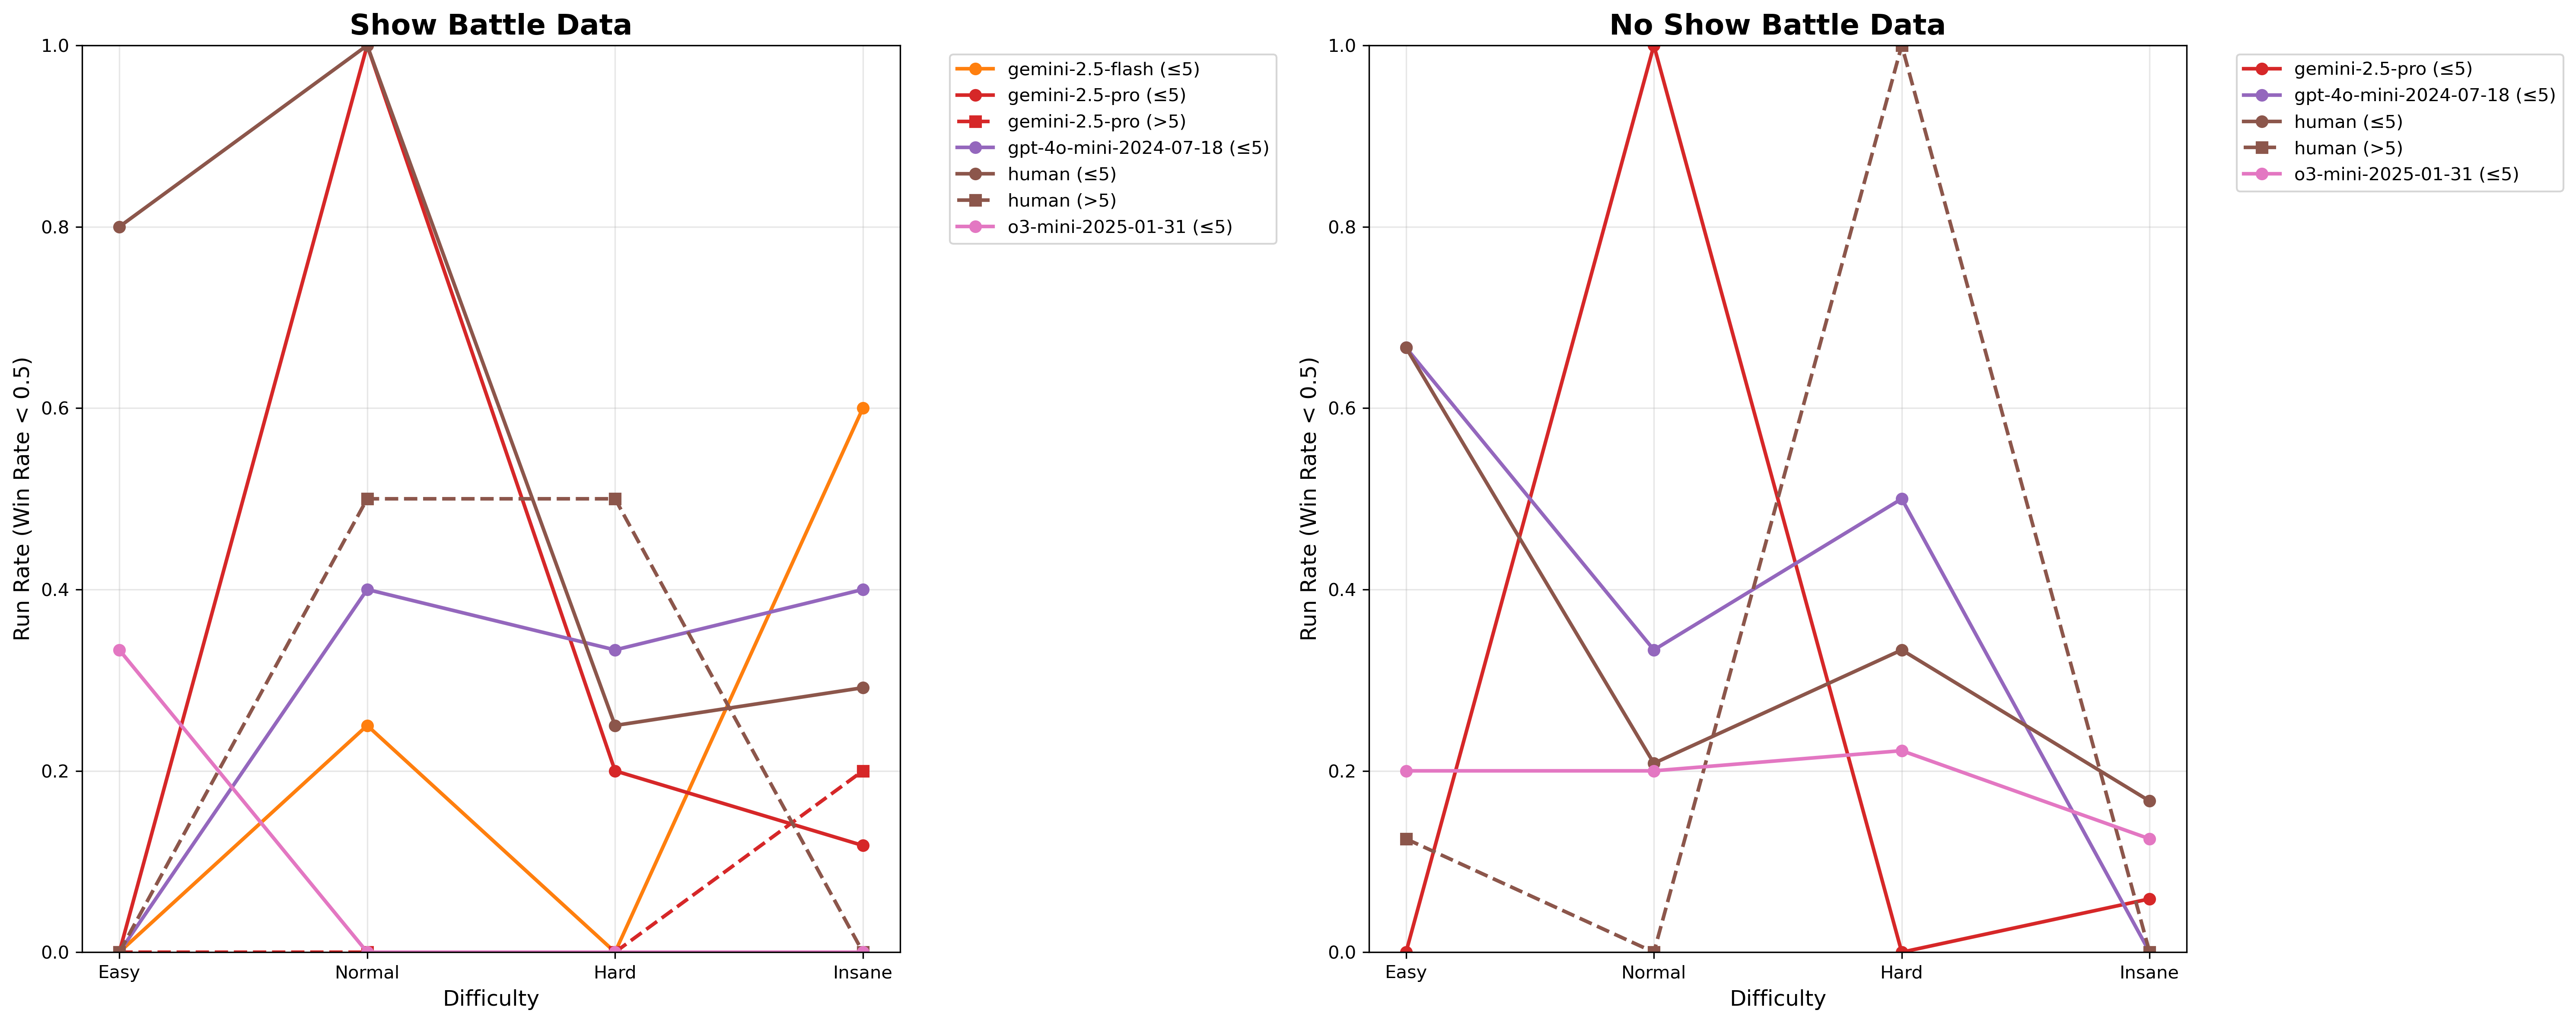 Show Battle Data
Run Rate (Win Rate < 0.5)
1.0
0.8
0.6
0.4
0.2
0.0
Easy
Normal
Hard
Insane
Difficulty
gemini-2.5-flash (≤5)
gemini-2.5-pro (≤5)
gemini-2.5-pro (>5)
gpt-4o-mini-2024-07-18 (≤5)
human (≤5)
human (>5)
o3-mini-2025-01-31 (≤5)
No Show Battle Data
Run Rate (Win Rate < 0.5)
1.0
0.8
0.6
0.4
0.2
0.0
Easy
Normal
Hard
Insane
Difficulty
gemini-2.5-pro (≤5)
gpt-4o-mini-2024-07-18 (≤5)
human (≤5)
human (>5)
o3-mini-2025-01-31 (≤5)